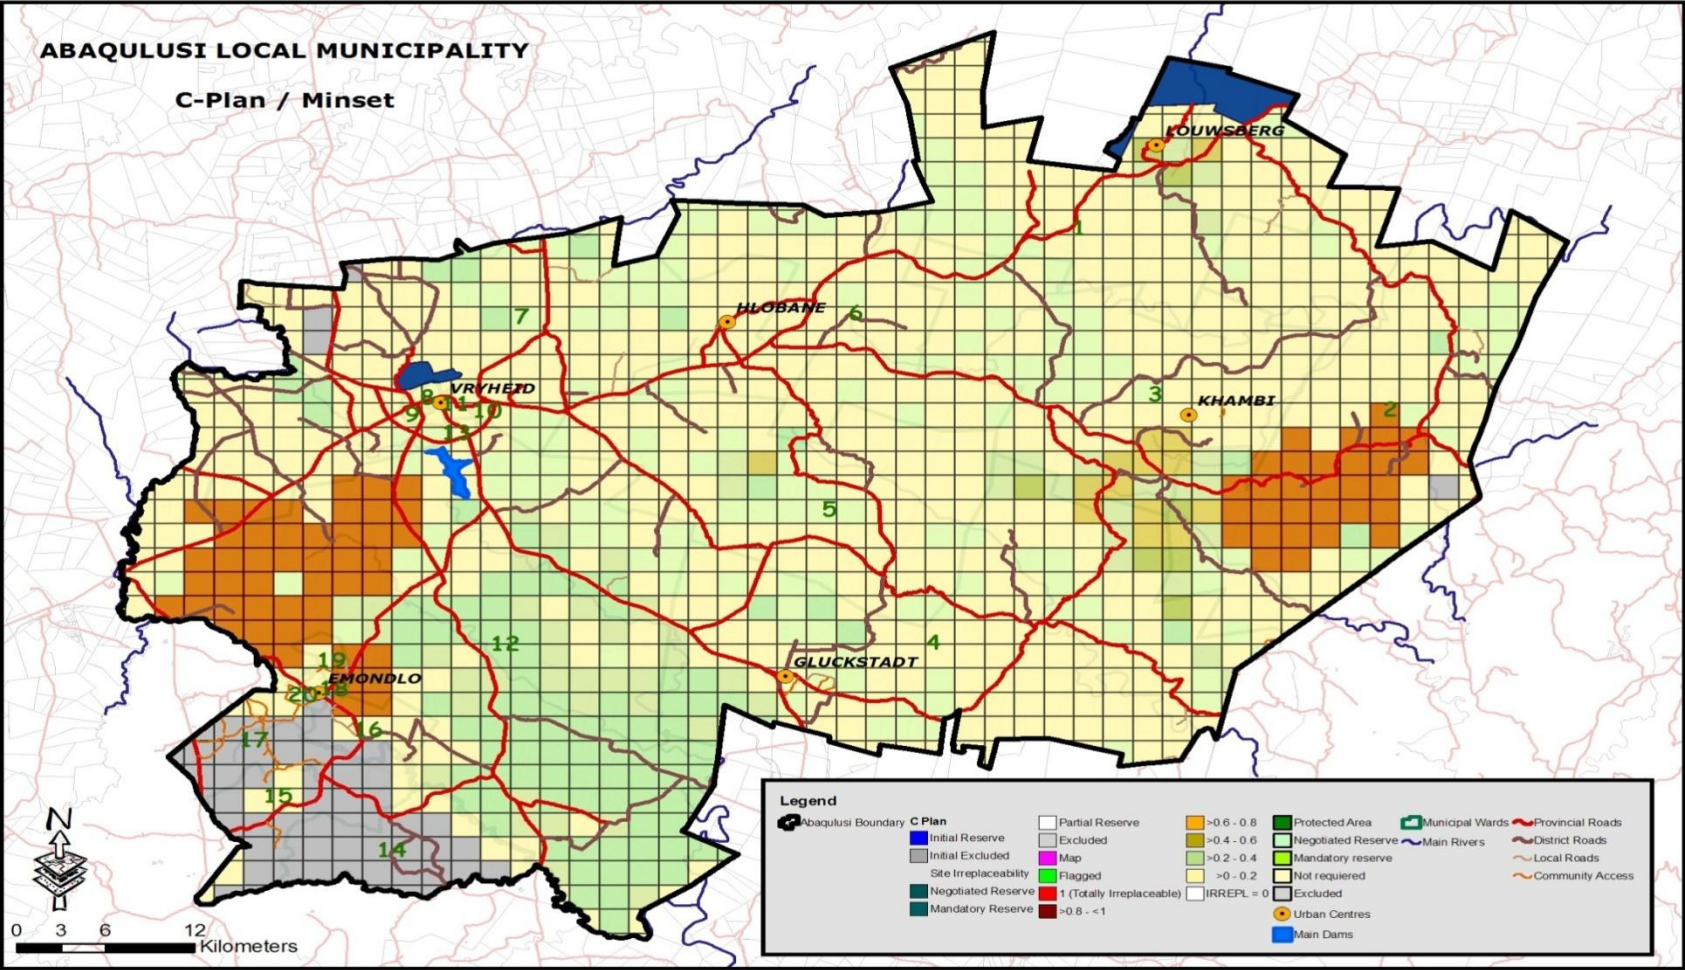 ABAQULUSI LOCAL MUNICIPALITY
C-Plan / Minset
LOUWSBERG
1
HLOBANE
6
7
VRYHEID
8
11
10
9
13
3
KHAMBI
2
5
12
4
GLUCKSTADT
19
EMONDLO
20
18
16
17
15
14
N
0 3 6 12
Kilometers
Legend
Abaqulusi Boundary
C Plan
Initial Reserve
Initial Excluded
Site Irreplaceability
Negotiated Reserve
Mandatory Reserve
Partial Reserve
Excluded
Map
Flagged
1 (Totally Irreplaceable)
>0.8 - <1
>0.6 - 0.8
>0.4 - 0.6
>0.2 - 0.4
>0 - 0.2
IRREPL = 0
Protected Area
Negotiated Reserve
Mandatory reserve
Not requiered
Excluded
Urban Centres
Main Dams
Municipal Wards
Main Rivers
Provincial Roads
District Roads
Local Roads
Community Access